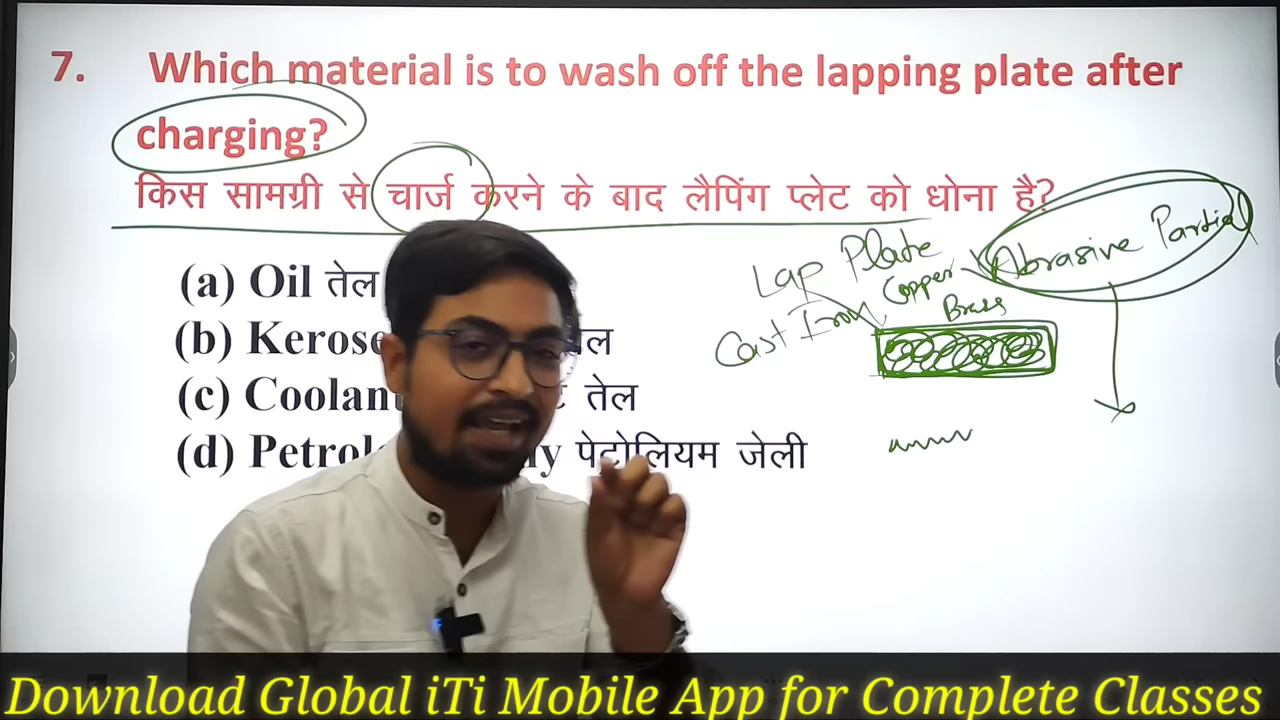 7. Which material is to wash off the lapping plate after
charging?
किस सामग्री से चार्ज करने के बाद लैपिंग प्लेट को धोना है?
Abrasive Partial
Lap Plate
Copper
Brass
Cast Iron
(a) Oil तेल
(b) Kerose
(c) Coolan तेल
(d) Petrol पेट्रोलियम जेली
Download Global iTi Mobile App for Complete Classes